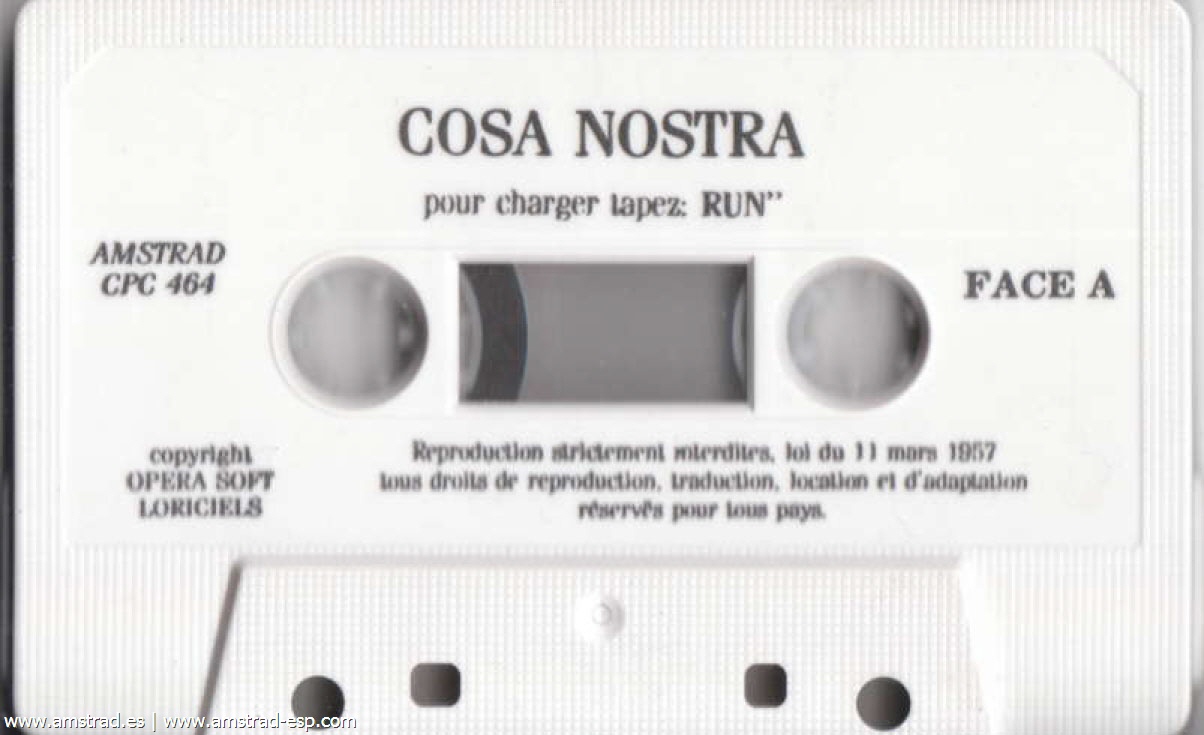 COSA NOSTRA
pour charger tapez: RUN"
AMSTRAD
CPC 464
FACE A
copyright
OPERA SOFT
LORICIELS
Reproduction strictement interdites, loi du 11 mars 1957
tous droits de reproduction, traduction, location et d'adaptation
réservés pour tous pays.
www.amstrad.es | www.amstrad-esp.com